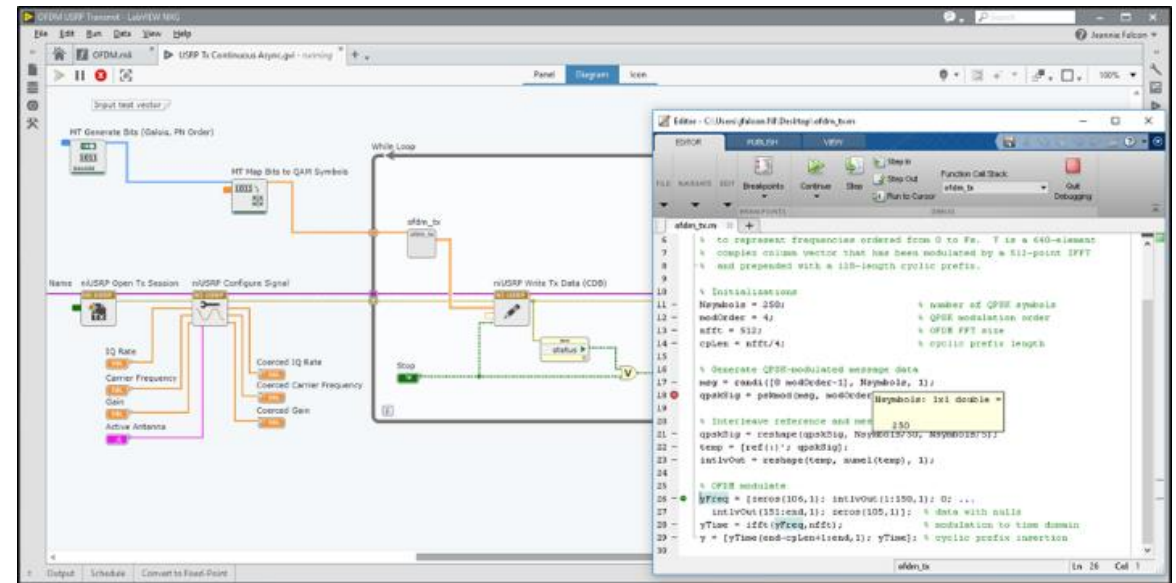 OFDM USRP Transmit - LabVIEW NXG
File Edit Run Data View Help
Jeannie Falcon
OFDM.m
USRP Tx Continuous Async.gvi - running
Panel Diagram Icon
100%
Input test vector
MT Generate Bits (Galois, PN Order)
MT Map Bits to QAM Symbols
While Loop
ofdm_tx
Name niUSRP Open Tx Session niUSRP Configure Signal
niUSRP Write Tx Data (CDB)
IQ Rate
Carrier Frequency
Gain
Active Antenna
Coerced IQ Rate
Coerced Carrier Frequency
Coerced Gain
status
Stop
Output Schedule Convert to Fixed-Point
Editor - C:\Users\jfalcon.NI\Desktop\ofdm_tx.m
EDITOR PUBLISH VIEW
FILE NAVIGATE EDIT
Breakpoints Continue Step
Step In
Step Out
Run to Cursor
Function Call Stack:
ofdm_tx
Quit Debugging
BREAKPOINTS DEBUG
ofdm_tx.m
6 % to represent frequencies ordered from 0 to Fs. Y is a 640-element
7 % complex column vector that has been modulated by a 512-point IFFT
8 % and prepended with a 128-length cyclic prefix.
9
10 % Initializations
11 Nsymbols = 250; % number of QPSK symbols
12 modOrder = 4; % QPSK modulation order
13 nfft = 512; % OFDM FFT size
14 cpLen = nfft/4; % cyclic prefix length
15
16 % Generate QPSK-modulated message data
17 msg = randi([0 modOrder-1], Nsymbols, 1);
18 qpskSig = pskmod(msg, modOrder
Nsymbols: 1x1 double =
250
19
20 % Interleave reference and mes
21 qpskSig = reshape(qpskSig, Nsymbols/50, Nsymbols/5);
22 temp = [ref(:)'; qpskSig];
23 intlvOut = reshape(temp, numel(temp), 1);
24
25 % OFDM modulate
26 yFreq = [zeros(106,1); intlvOut(1:150,1); 0; ...
27 intlvOut(151:end,1); zeros(105,1)]; % data with nulls
28 yTime = ifft(yFreq,nfft); % modulation to time domain
29 y = [yTime(end-cpLen+1:end,1); yTime]; % cyclic prefix insertion
30
ofdm_tx Ln 26 Col 1